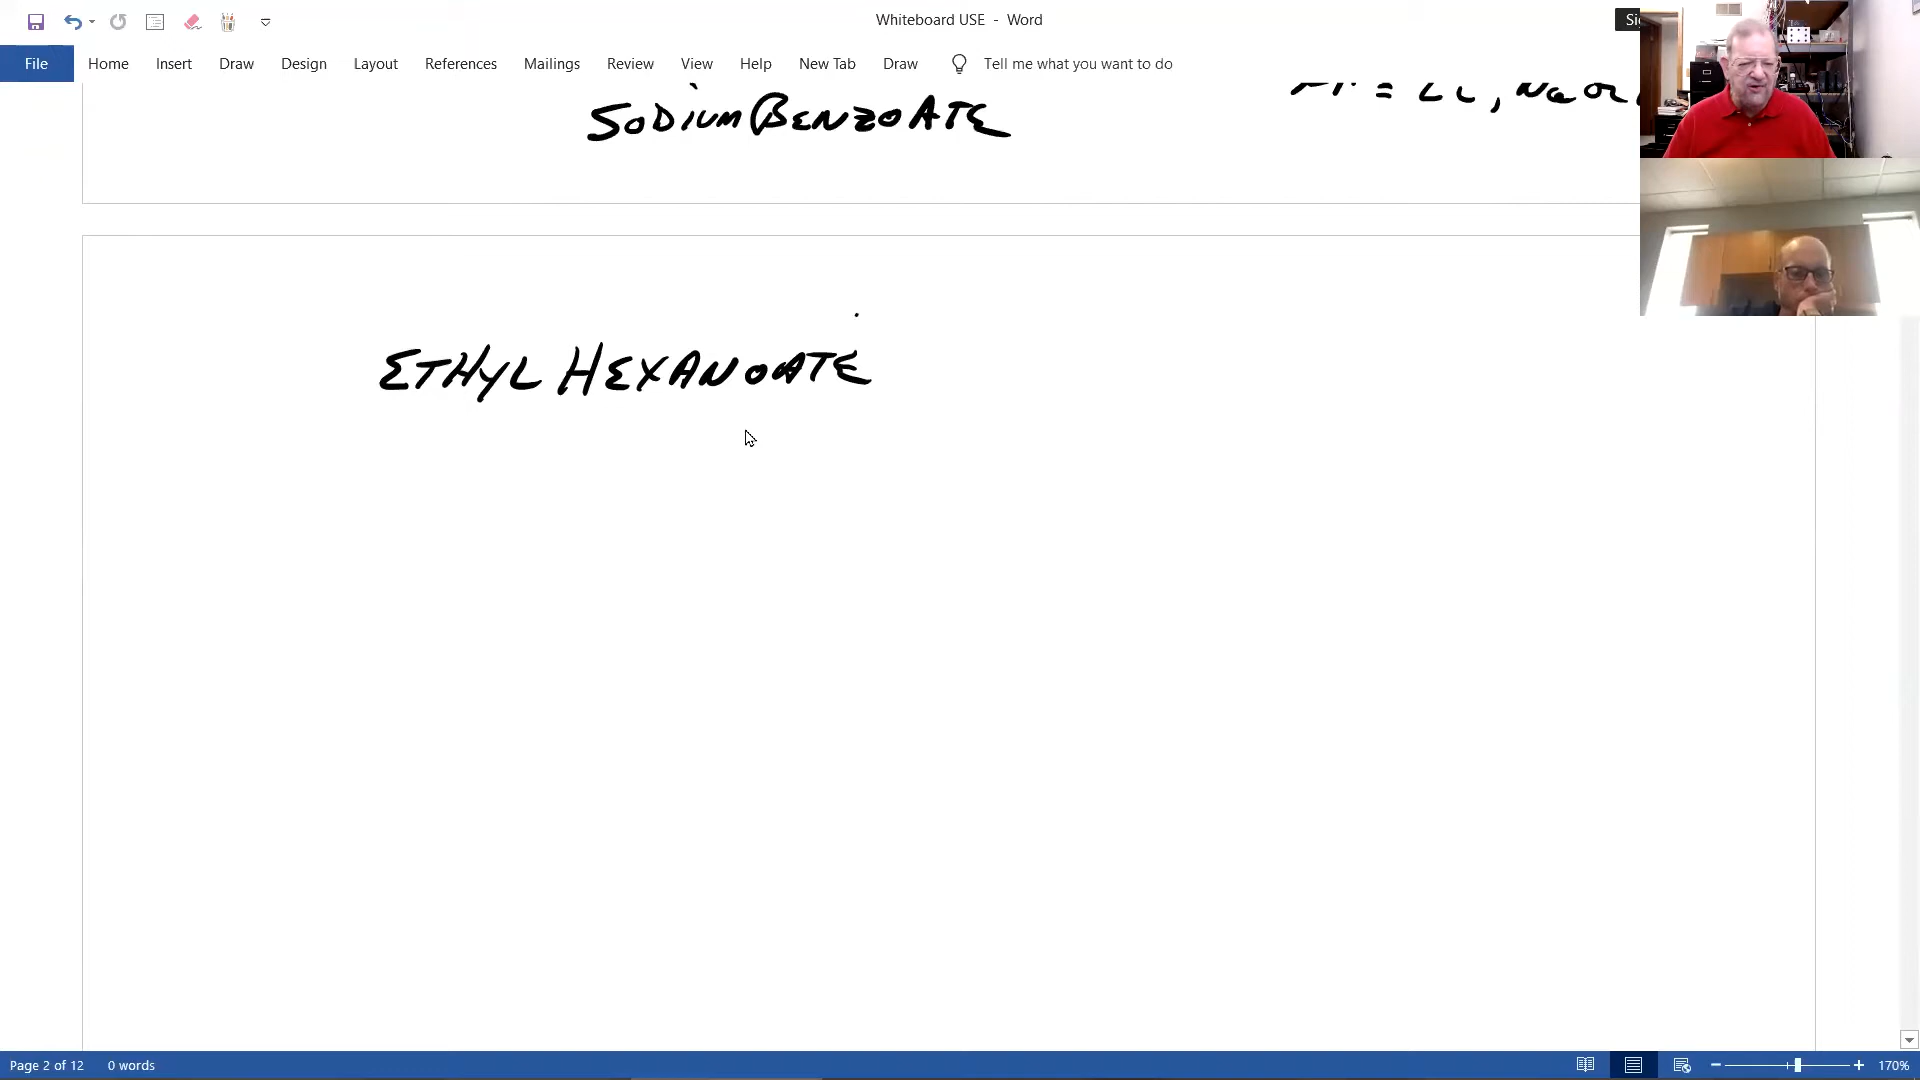 Whiteboard USE - Word
File Home Insert Draw Design Layout References Mailings Review View Help New Tab Draw Tell me what you want to do
SODIUM BENZOATE
ETHYL HEXANOATE
Page 2 of 12 0 words
170%